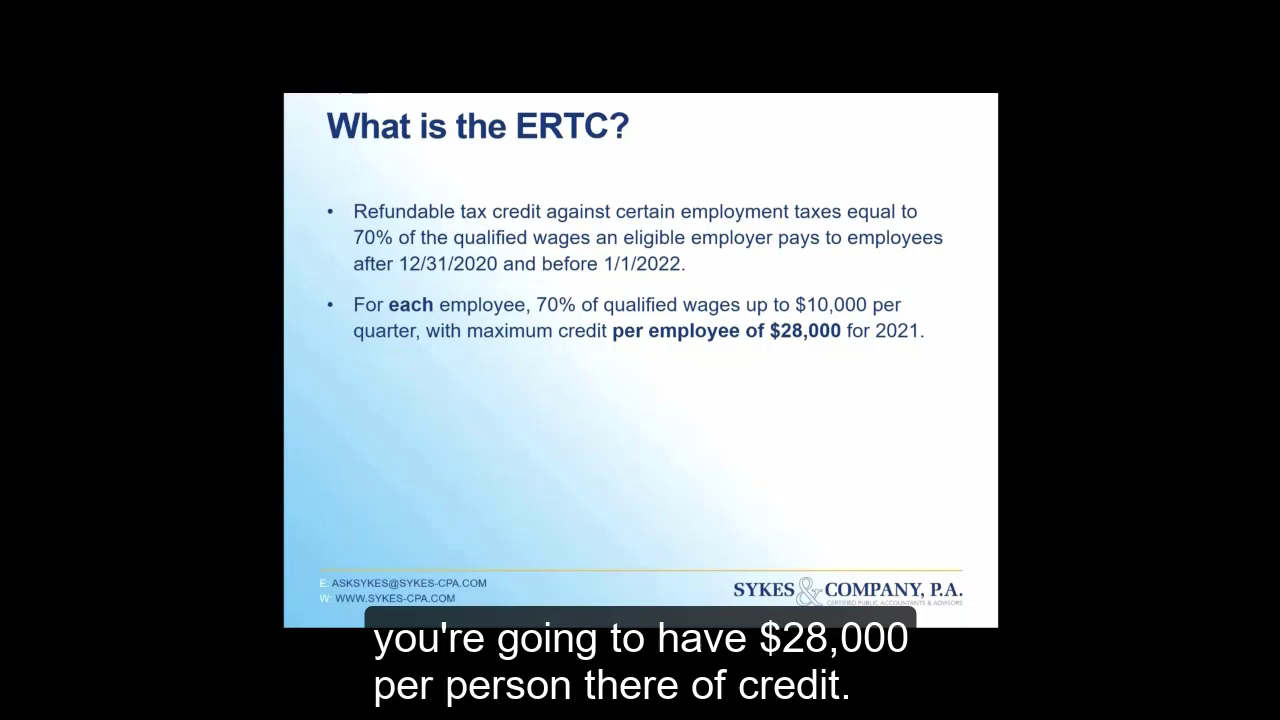 What is the ERTC?
• Refundable tax credit against certain employment taxes equal to
70% of the qualified wages an eligible employer pays to employees
after 12/31/2020 and before 1/1/2022.
• For each employee, 70% of qualified wages up to $10,000 per
quarter, with maximum credit per employee of $28,000 for 2021.
E: ASKSYKES@SYKES-CPA.COM
W: WWW.SYKES-CPA.COM
SYKES & COMPANY, P.A.
CERTIFIED PUBLIC ACCOUNTANTS & ADVISORS
you're going to have $28,000
per person there of credit.